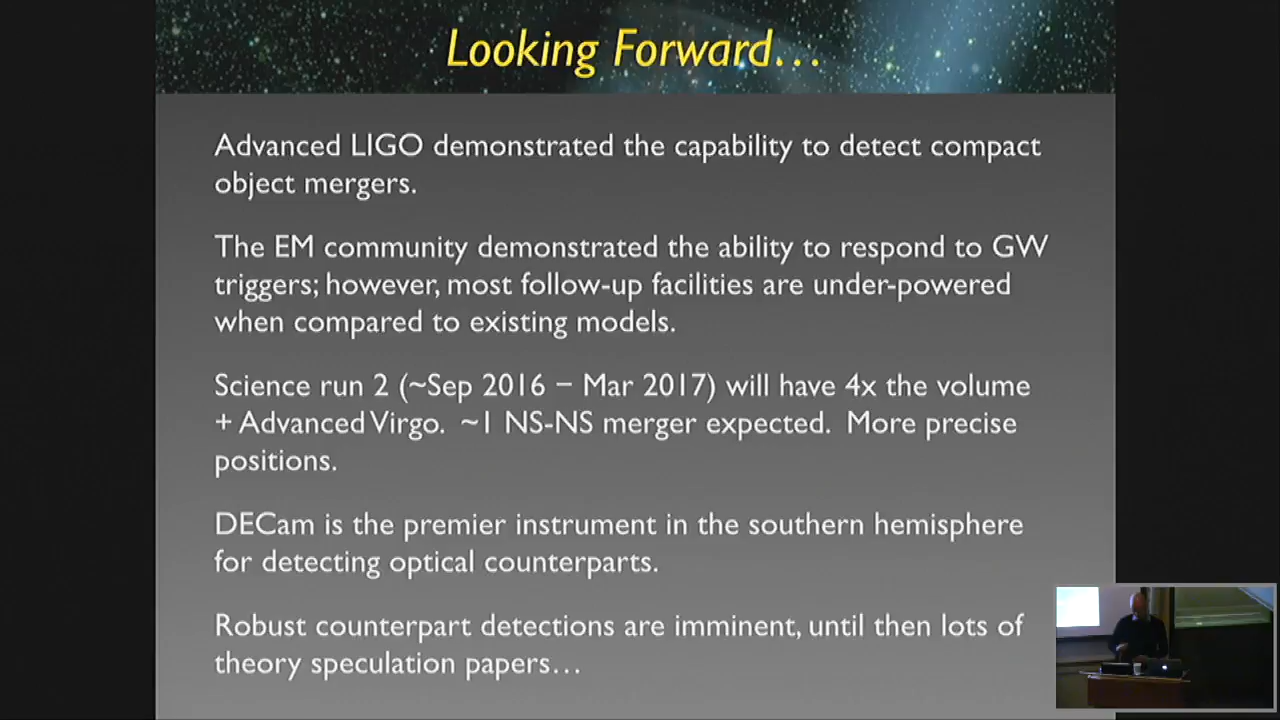 Looking Forward…
Advanced LIGO demonstrated the capability to detect compact
object mergers.
The EM community demonstrated the ability to respond to GW
triggers; however, most follow-up facilities are under-powered
when compared to existing models.
Science run 2 (~Sep 2016 – Mar 2017) will have 4x the volume
+ Advanced Virgo.  ~1 NS-NS merger expected.  More precise
positions.
DECam is the premier instrument in the southern hemisphere
for detecting optical counterparts.
Robust counterpart detections are imminent, until then lots of
theory speculation papers…